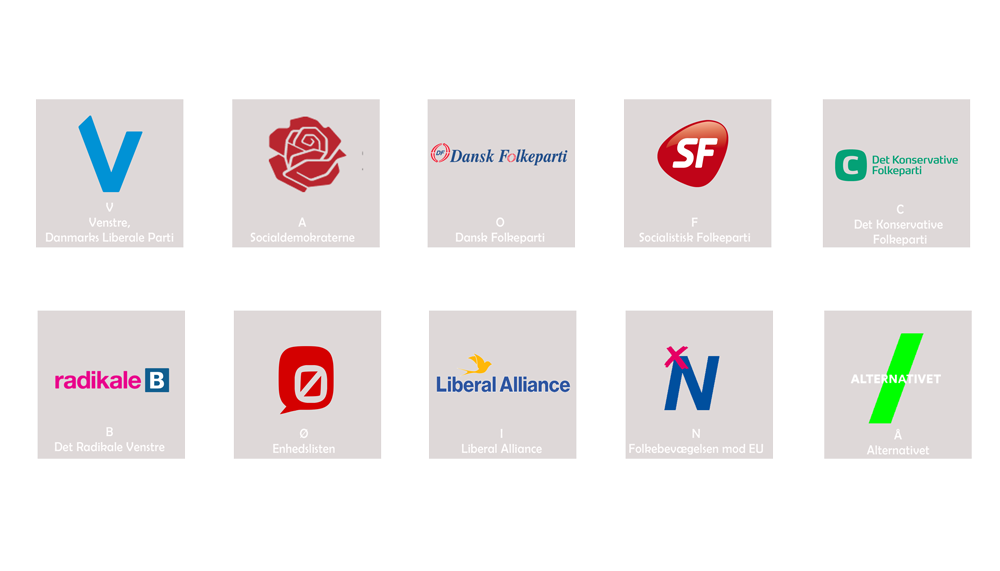 V
V
Venstre,
Danmarks Liberale Parti
A
Socialdemokraterne
DF Dansk Folkeparti
O
Dansk Folkeparti
SF
F
Socialistisk Folkeparti
C Det Konservative
Folkeparti
C
Det Konservative
Folkeparti
radikale B
B
Det Radikale Venstre
Ø
Ø
Enhedslisten
Liberal Alliance
I
Liberal Alliance
N
N
Folkebevægelsen mod EU
ALTERNATIVET
Å
Alternativet